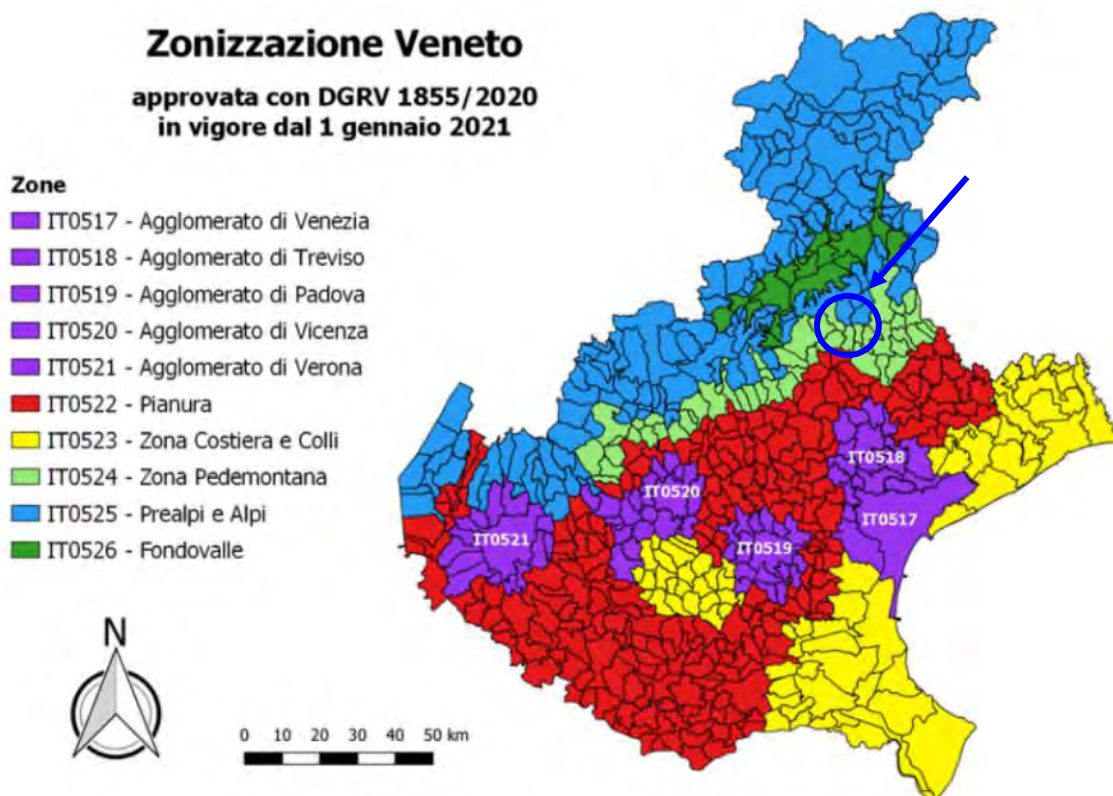 Zonizzazione Veneto
approvata con DGRV 1855/2020
in vigore dal 1 gennaio 2021
Zone
IT0517 - Agglomerato di Venezia
IT0518 - Agglomerato di Treviso
IT0519 - Agglomerato di Padova
IT0520 - Agglomerato di Vicenza
IT0521 - Agglomerato di Verona
IT0522 - Pianura
IT0523 - Zona Costiera e Colli
IT0524 - Zona Pedemontana
IT0525 - Prealpi e Alpi
IT0526 - Fondovalle
IT0518
IT0520
IT0517
IT0521
IT0519
N
0 10 20 30 40 50 km